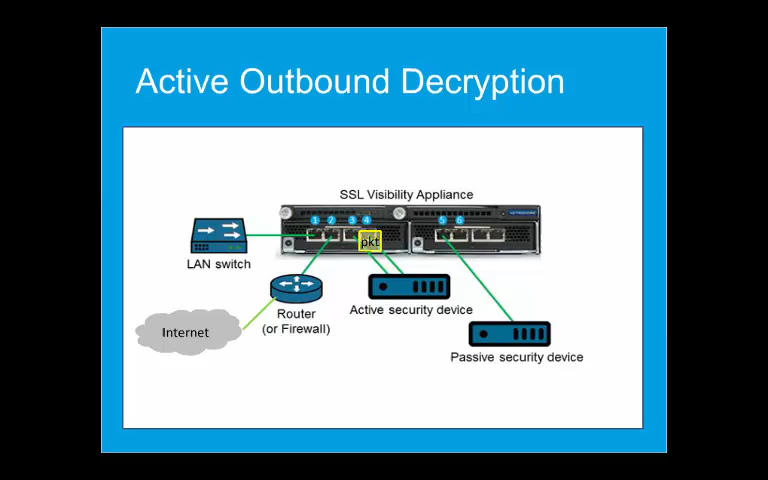 Active Outbound Decryption
SSL Visibility Appliance
1 2 3 4 5 6
pkt
LAN switch
Router
(or Firewall)
Active security device
Internet
Passive security device